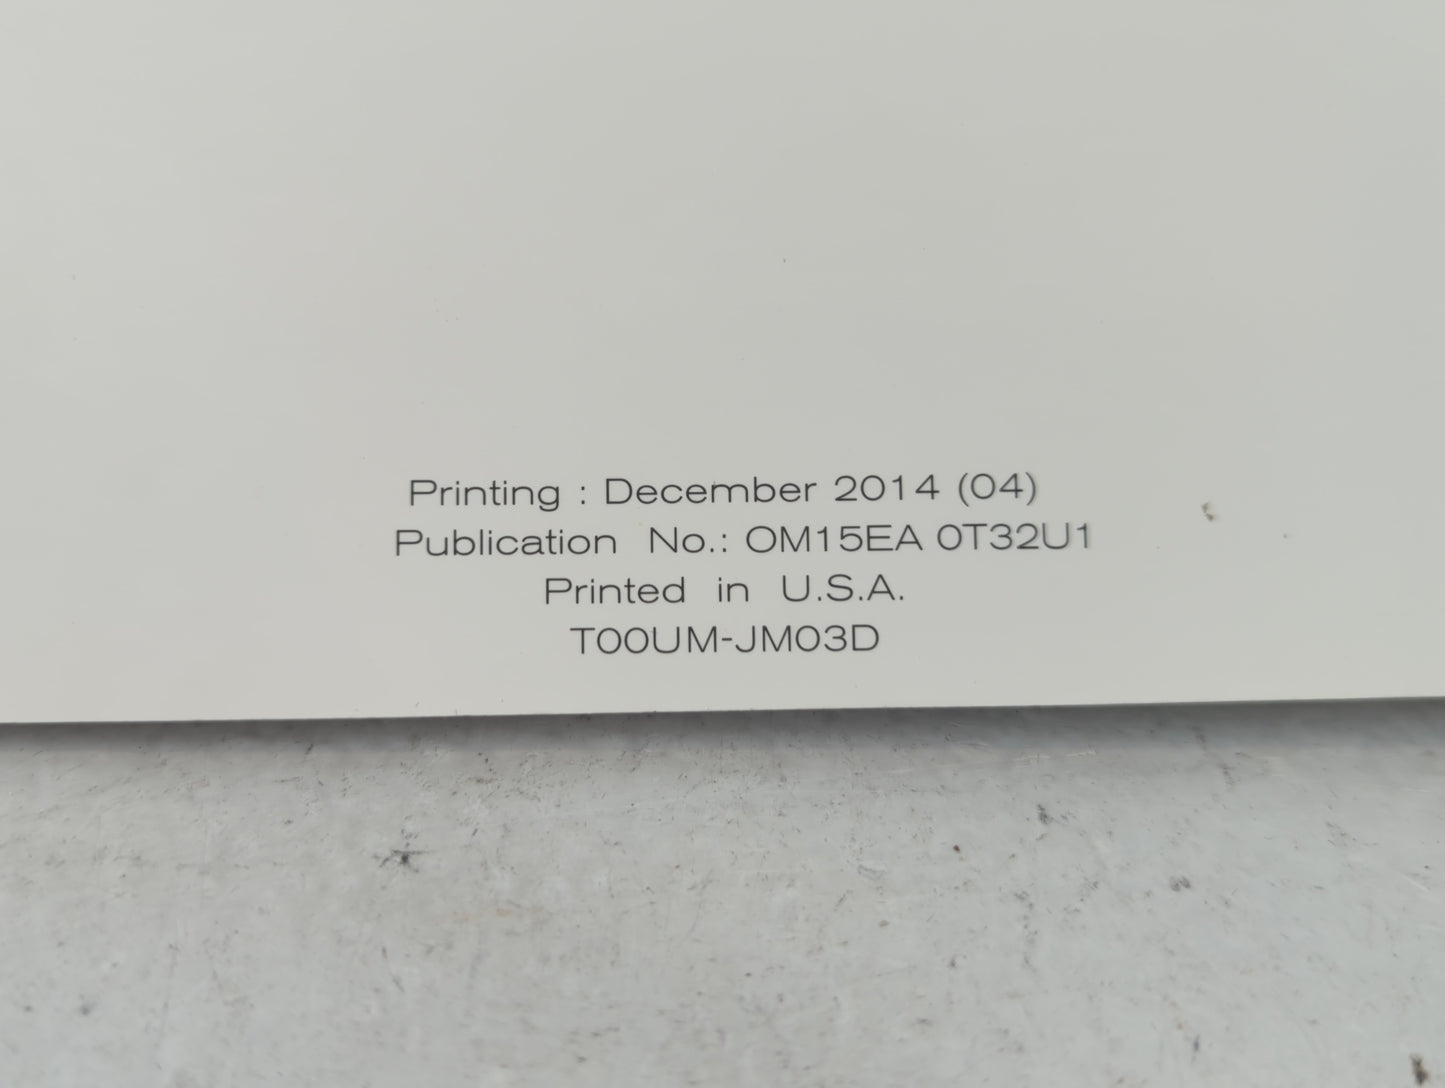 Printing : December 2014 (04)
Publication No.: OM15EA 0T32U1
Printed in U.S.A.
T00UM-JM03D